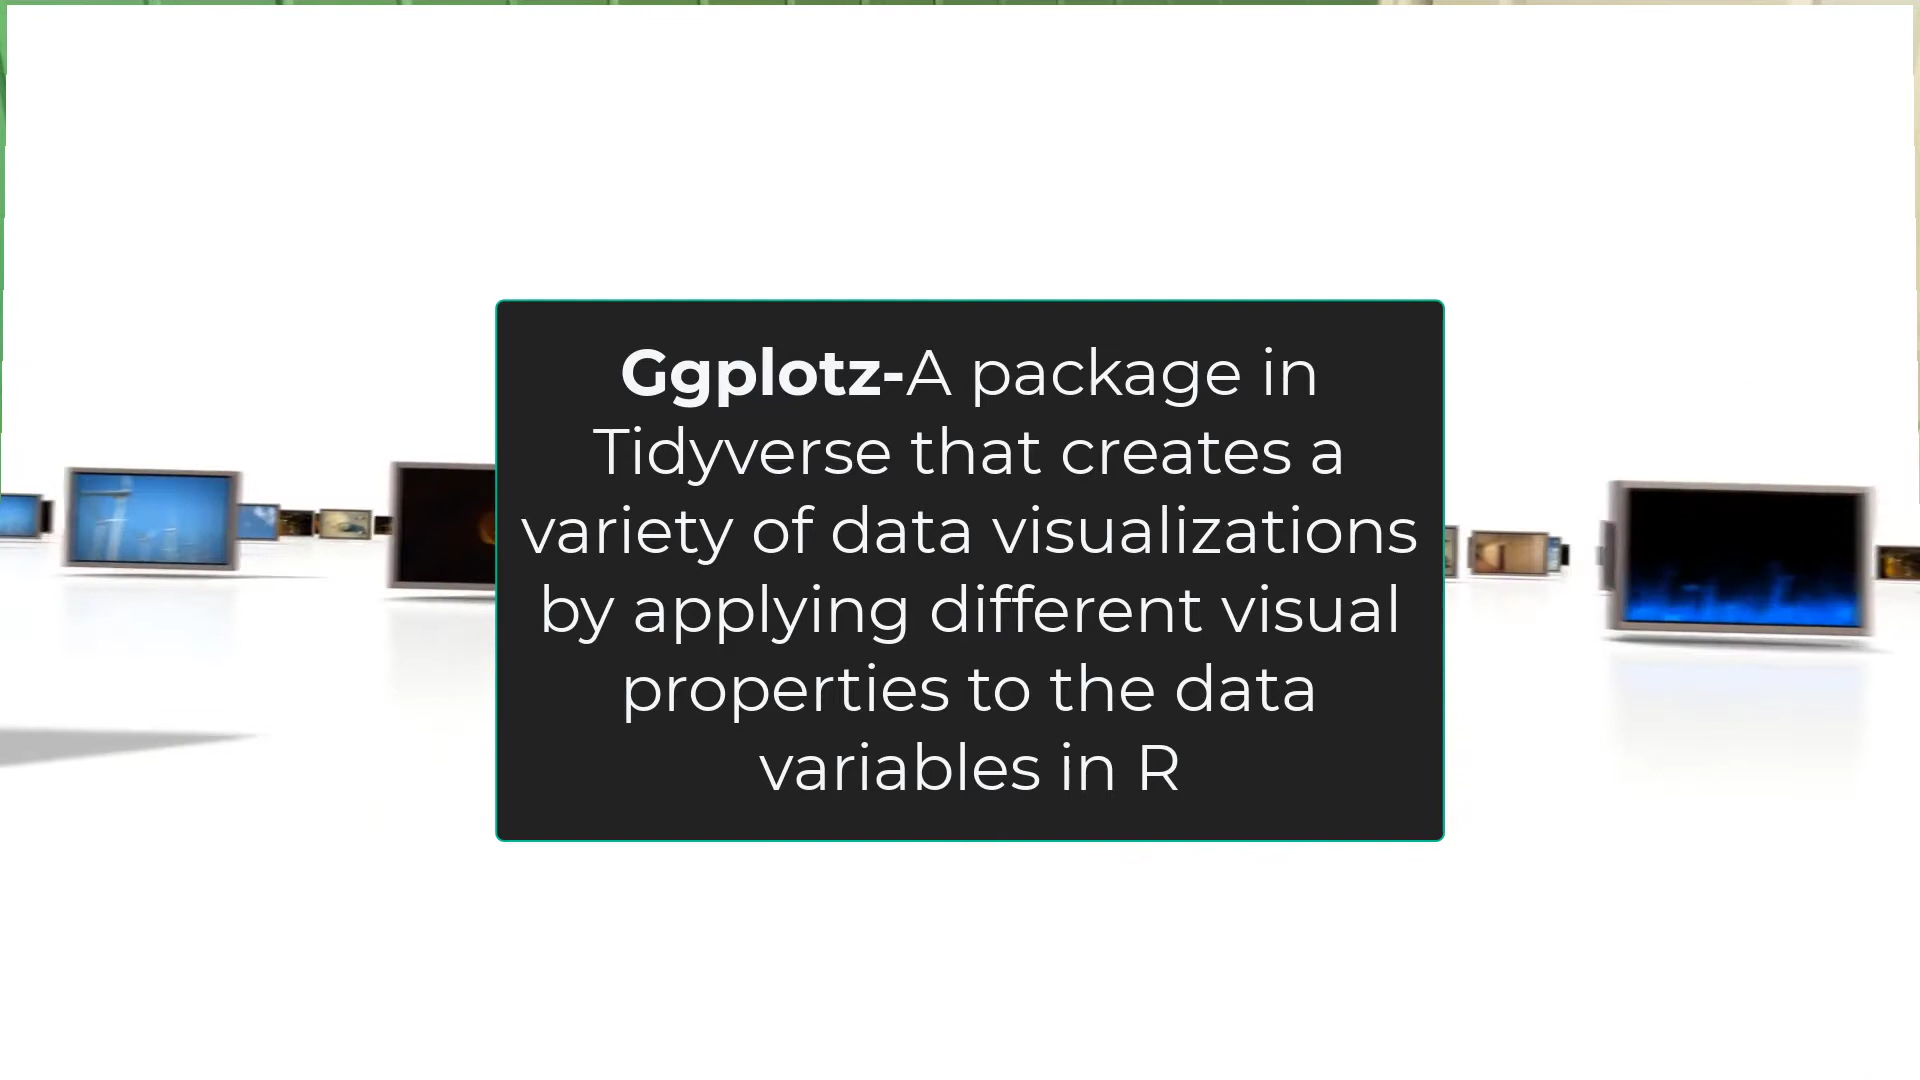 Ggplotz-A package in
Tidyverse that creates a
variety of data visualizations
by applying different visual
properties to the data
variables in R